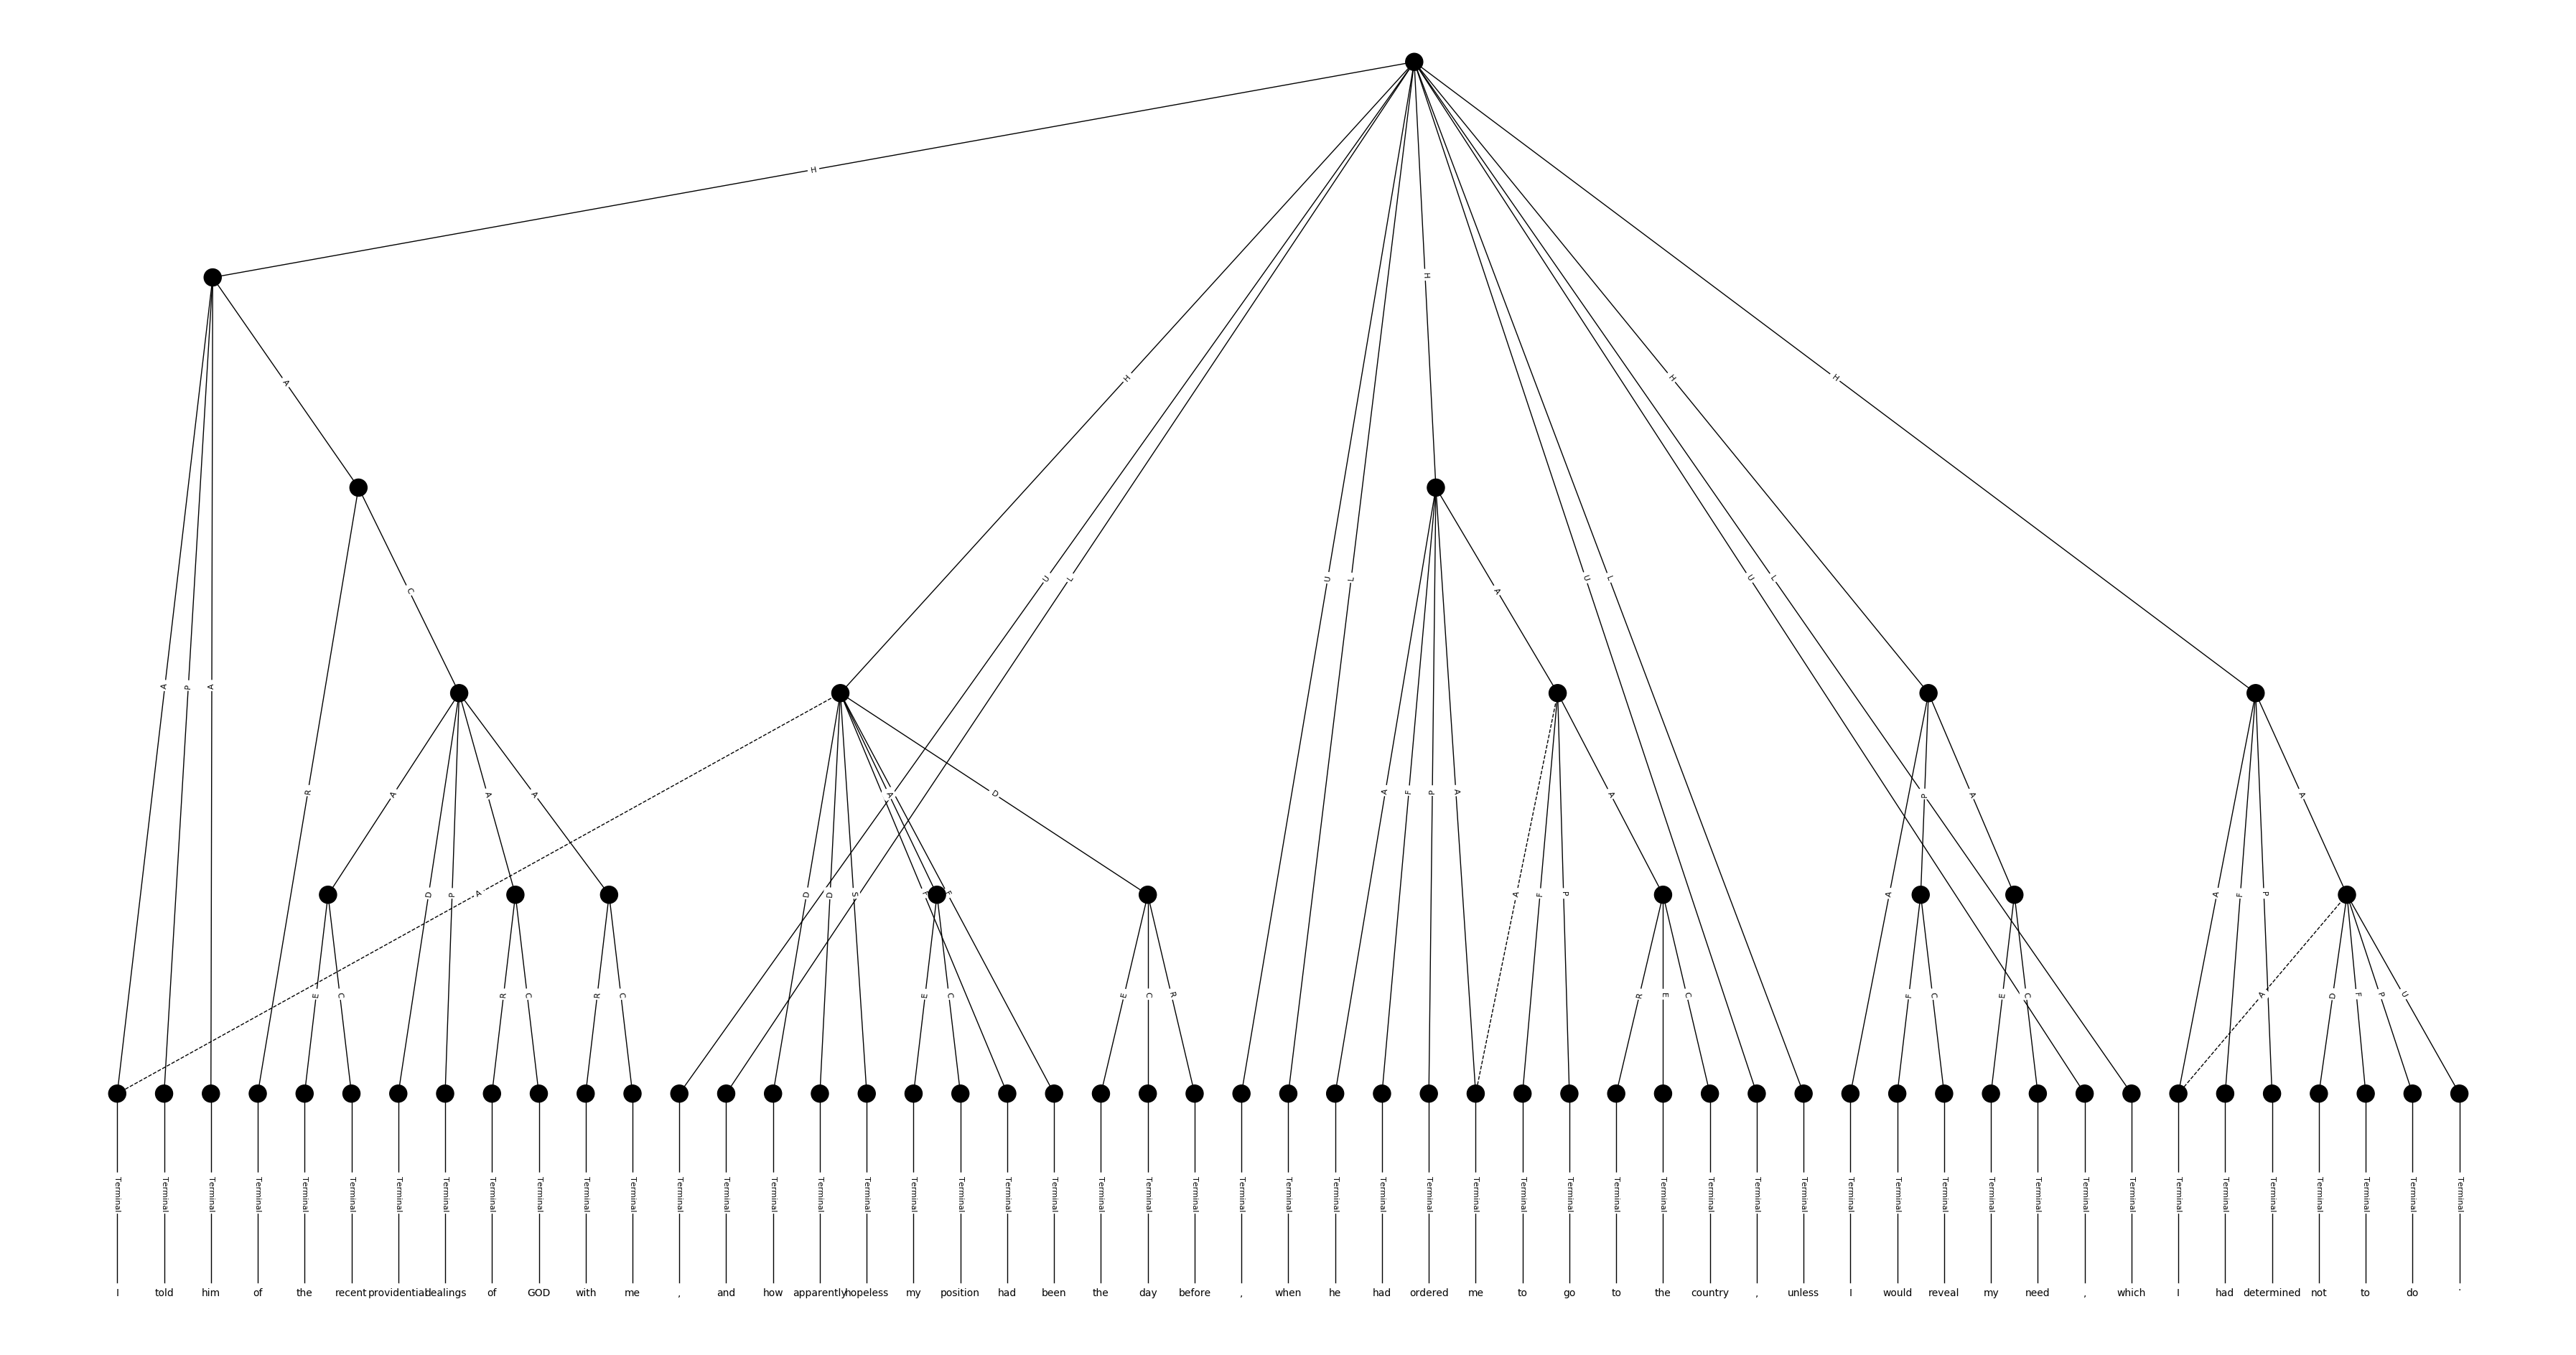 H
H
A
H
H
H
U L U L U L U L
C A
A P A
R A D P A A A D A F P A A P A A
A D D S F F D P A A F P A A F P
E C R C R C E C E C R R E C F C E C A D F P U
Terminal Terminal Terminal Terminal Terminal Terminal Terminal Terminal Terminal Terminal Terminal Terminal Terminal Terminal Terminal Terminal Terminal Terminal Terminal Terminal Terminal Terminal Terminal Terminal Terminal Terminal Terminal Terminal Terminal Terminal Terminal Terminal Terminal Terminal Terminal Terminal Terminal Terminal Terminal Terminal Terminal Terminal Terminal Terminal Terminal Terminal Terminal Terminal Terminal Terminal Terminal
I told him of the recent providential dealings of GOD with me , and how apparently hopeless my position had been the day before , when he had ordered me to go to the country , unless I would reveal my need , which I had determined not to do .